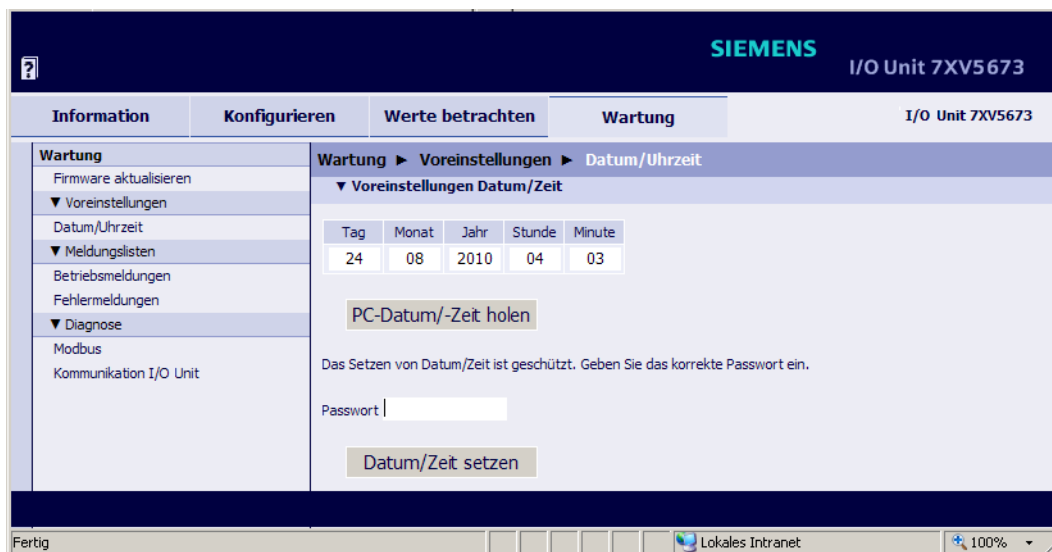 SIEMENS
?
I/O Unit 7XV5673
Information Konfigurieren Werte betrachten Wartung I/O Unit 7XV5673
Wartung
Firmware aktualisieren
▼ Voreinstellungen
Datum/Uhrzeit
▼ Meldungslisten
Betriebsmeldungen
Fehlermeldungen
▼ Diagnose
Modbus
Kommunikation I/O Unit
Wartung ► Voreinstellungen ► Datum/Uhrzeit
▼ Voreinstellungen Datum/Zeit
Tag Monat Jahr Stunde Minute
24 08 2010 04 03
PC-Datum/-Zeit holen
Das Setzen von Datum/Zeit ist geschützt. Geben Sie das korrekte Passwort ein.
Passwort
Datum/Zeit setzen
Fertig Lokales Intranet 100%